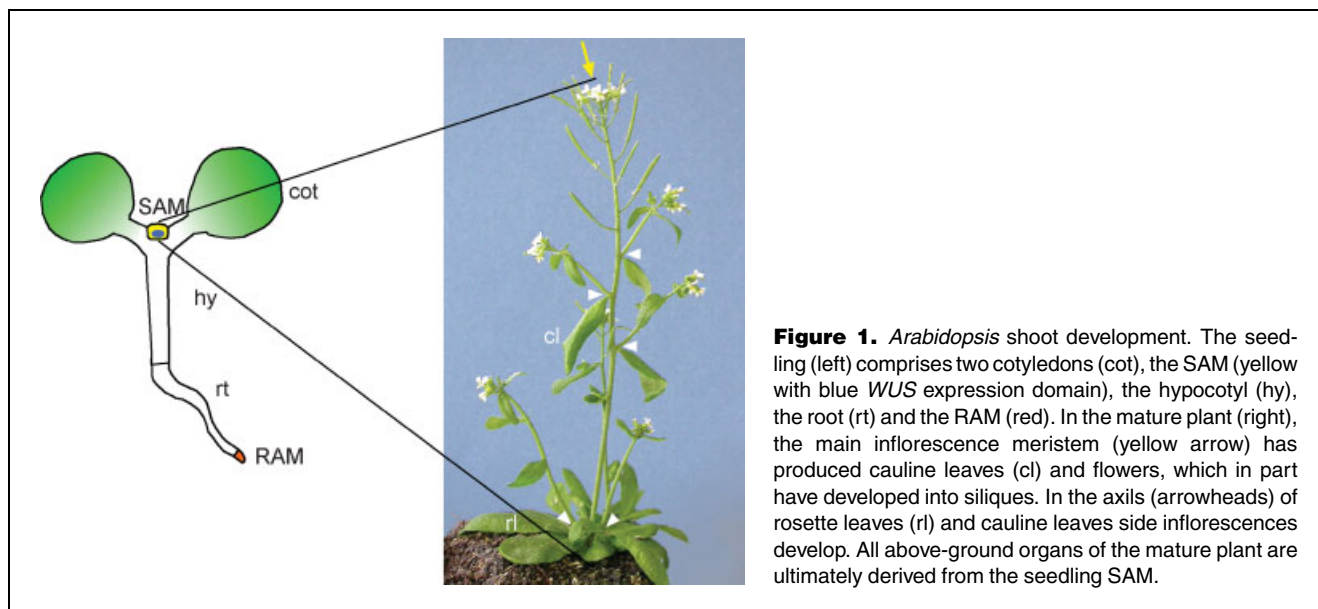 SAM
cot
hy
rt
RAM
cl
rl
Figure 1. Arabidopsis shoot development. The seed-
ling (left) comprises two cotyledons (cot), the SAM (yellow
with blue WUS expression domain), the hypocotyl (hy),
the root (rt) and the RAM (red). In the mature plant (right),
the main inflorescence meristem (yellow arrow) has
produced cauline leaves (cl) and flowers, which in part
have developed into siliques. In the axils (arrowheads) of
rosette leaves (rl) and cauline leaves side inflorescences
develop. All above-ground organs of the mature plant are
ultimately derived from the seedling SAM.